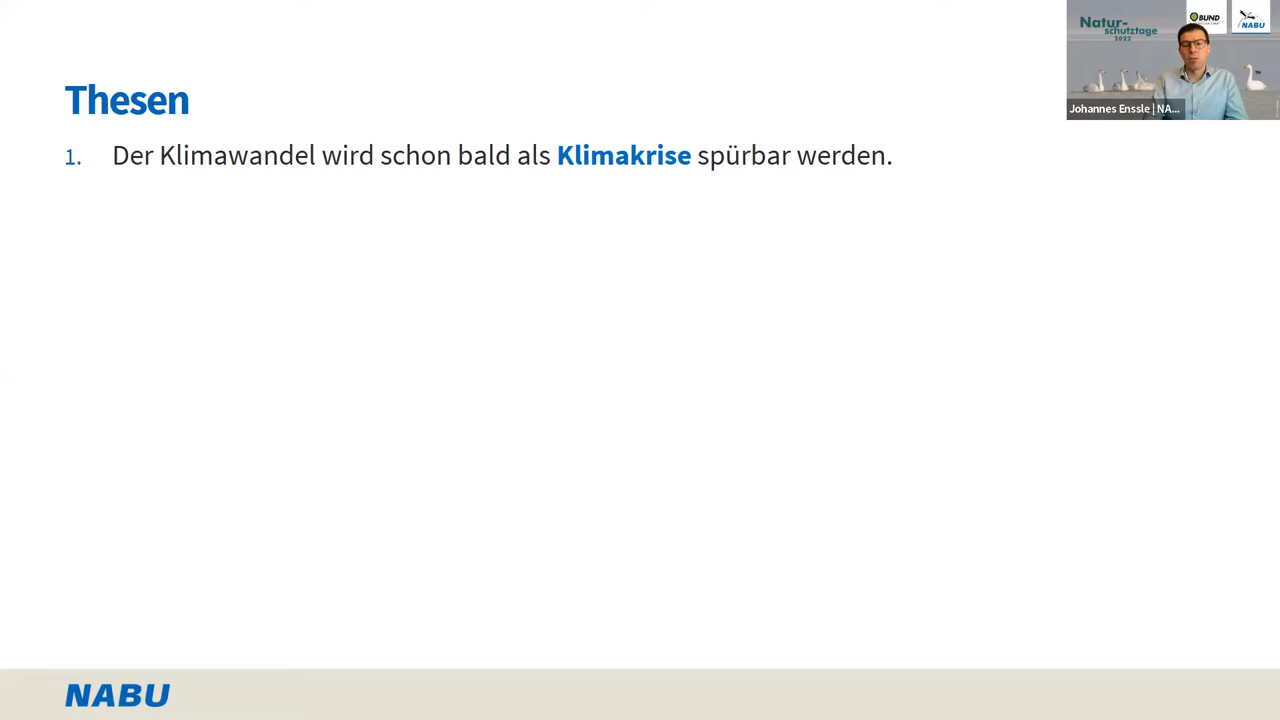 Natur-
schutztage
2022
BUND
NABU
Johannes Enssle | NA...
Thesen
1. Der Klimawandel wird schon bald als Klimakrise spürbar werden.
NABU